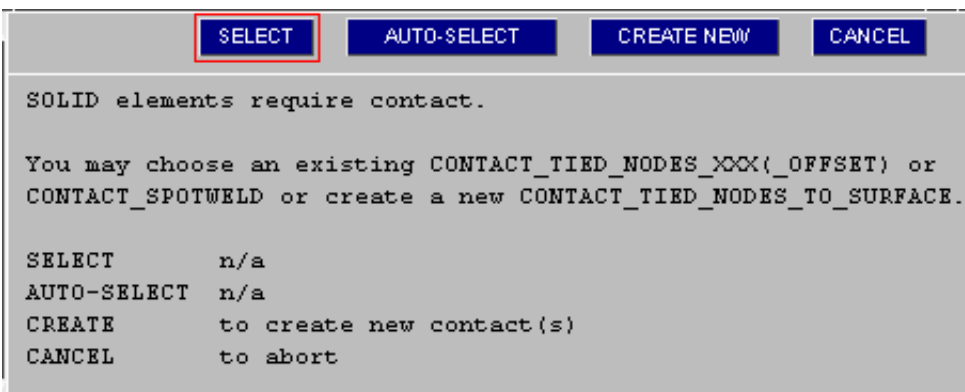 SELECT AUTO-SELECT CREATE NEW CANCEL
SOLID elements require contact.
You may choose an existing CONTACT_TIED_NODES_XXX(_OFFSET) or
CONTACT_SPOTWELD or create a new CONTACT_TIED_NODES_TO_SURFACE.
SELECT n/a
AUTO-SELECT n/a
CREATE to create new contact(s)
CANCEL to abort